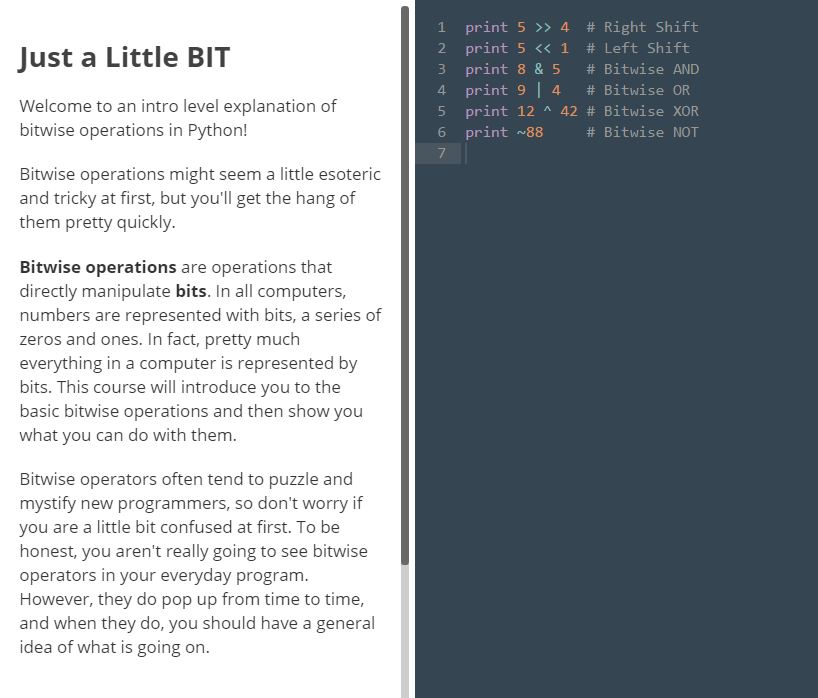 Just a Little BIT
Welcome to an intro level explanation of
bitwise operations in Python!
Bitwise operations might seem a little esoteric
and tricky at first, but you'll get the hang of
them pretty quickly.
Bitwise operations are operations that
directly manipulate bits. In all computers,
numbers are represented with bits, a series of
zeros and ones. In fact, pretty much
everything in a computer is represented by
bits. This course will introduce you to the
basic bitwise operations and then show you
what you can do with them.
Bitwise operators often tend to puzzle and
mystify new programmers, so don't worry if
you are a little bit confused at first. To be
honest, you aren't really going to see bitwise
operators in your everyday program.
However, they do pop up from time to time,
and when they do, you should have a general
idea of what is going on.
1 print 5 >> 4  # Right Shift
2 print 5 << 1  # Left Shift
3 print 8 & 5   # Bitwise AND
4 print 9 | 4   # Bitwise OR
5 print 12 ^ 42 # Bitwise XOR
6 print ~88     # Bitwise NOT
7